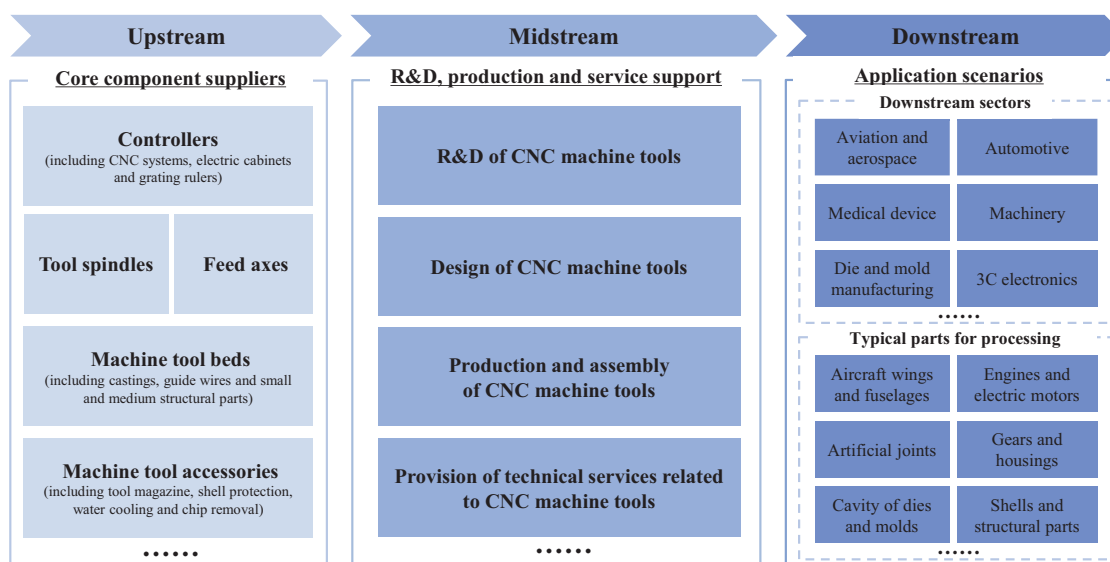 Upstream
Midstream
Downstream
Core component suppliers
Controllers
(including CNC systems, electric cabinets
and grating rulers)
Tool spindles
Feed axes
Machine tool beds
(including castings, guide wires and small
and medium structural parts)
Machine tool accessories
(including tool magazine, shell protection,
water cooling and chip removal)
......
R&D, production and service support
R&D of CNC machine tools
Design of CNC machine tools
Production and assembly
of CNC machine tools
Provision of technical services related
to CNC machine tools
......
Application scenarios
Downstream sectors
Aviation and
aerospace
Automotive
Medical device
Machinery
Die and mold
manufacturing
3C electronics
......
Typical parts for processing
Aircraft wings
and fuselages
Engines and
electric motors
Artificial joints
Gears and
housings
Cavity of dies
and molds
Shells and
structural parts
......